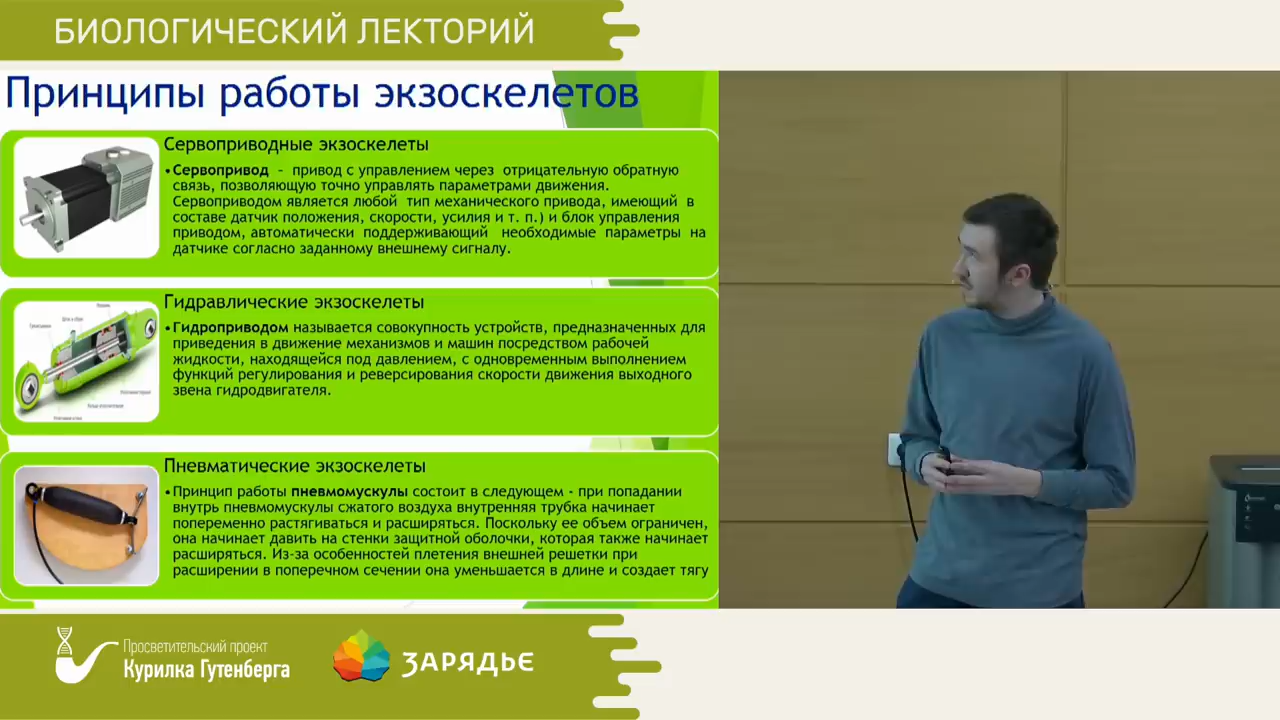 БИОЛОГИЧЕСКИЙ ЛЕКТОРИЙ
Принципы работы экзоскелетов
Сервоприводные экзоскелеты
•Сервопривод – привод с управлением через отрицательную обратную
связь, позволяющую точно управлять параметрами движения.
Сервоприводом является любой тип механического привода, имеющий в
составе датчик положения, скорости, усилия и т. п.) и блок управления
приводом, автоматически поддерживающий необходимые параметры на
датчике согласно заданному внешнему сигналу.
Гидравлические экзоскелеты
•Гидроприводом называется совокупность устройств, предназначенных для
приведения в движение механизмов и машин посредством рабочей
жидкости, находящейся под давлением, с одновременным выполнением
функций регулирования и реверсирования скорости движения выходного
звена гидродвигателя.
Пневматические экзоскелеты
•Принцип работы пневмомускулы состоит в следующем - при попадании
внутрь пневмомускулы сжатого воздуха внутренняя трубка начинает
попеременно растягиваться и расширяться. Поскольку ее объем ограничен,
она начинает давить на стенки защитной оболочки, которая также начинает
расширяться. Из-за особенностей плетения внешней решетки при
расширении в поперечном сечении она уменьшается в длине и создает тягу
Просветительский проект
Курилка Гутенберга
ЗАРЯДЬЕ